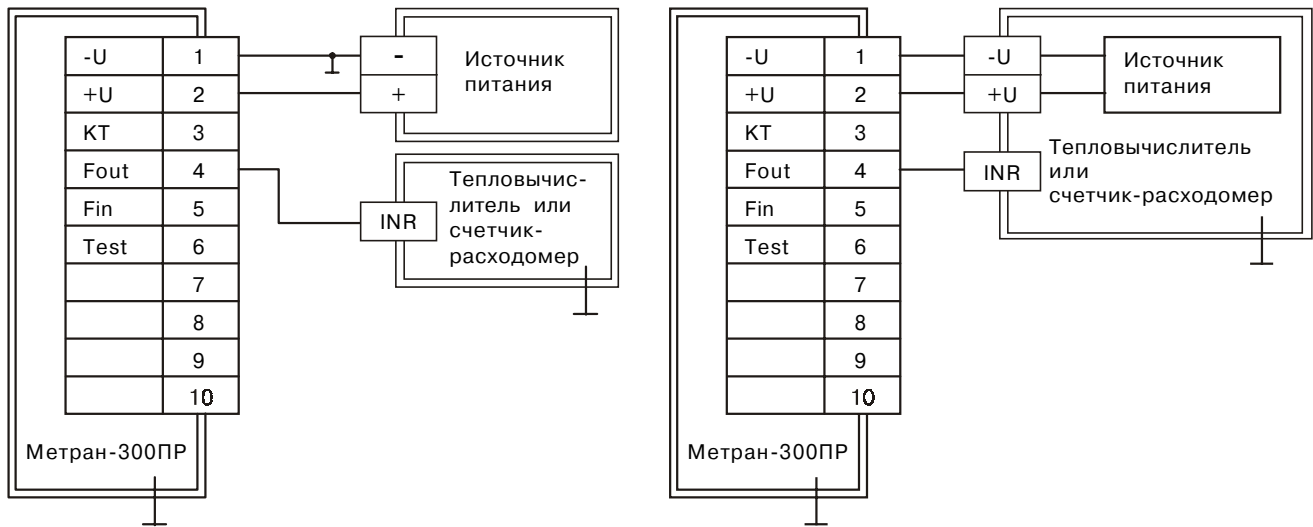 -U 1
+U 2
КТ 3
Fout 4
Fin 5
Test 6
7
8
9
10
Метран-300ПР
-
+
Источник
питания
INR
Тепловычис-
литель или
счетчик-
расходомер
-U 1
+U 2
КТ 3
Fout 4
Fin 5
Test 6
7
8
9
10
Метран-300ПР
-U
+U
Источник
питания
INR
Тепловычислитель
или
счетчик-расходомер